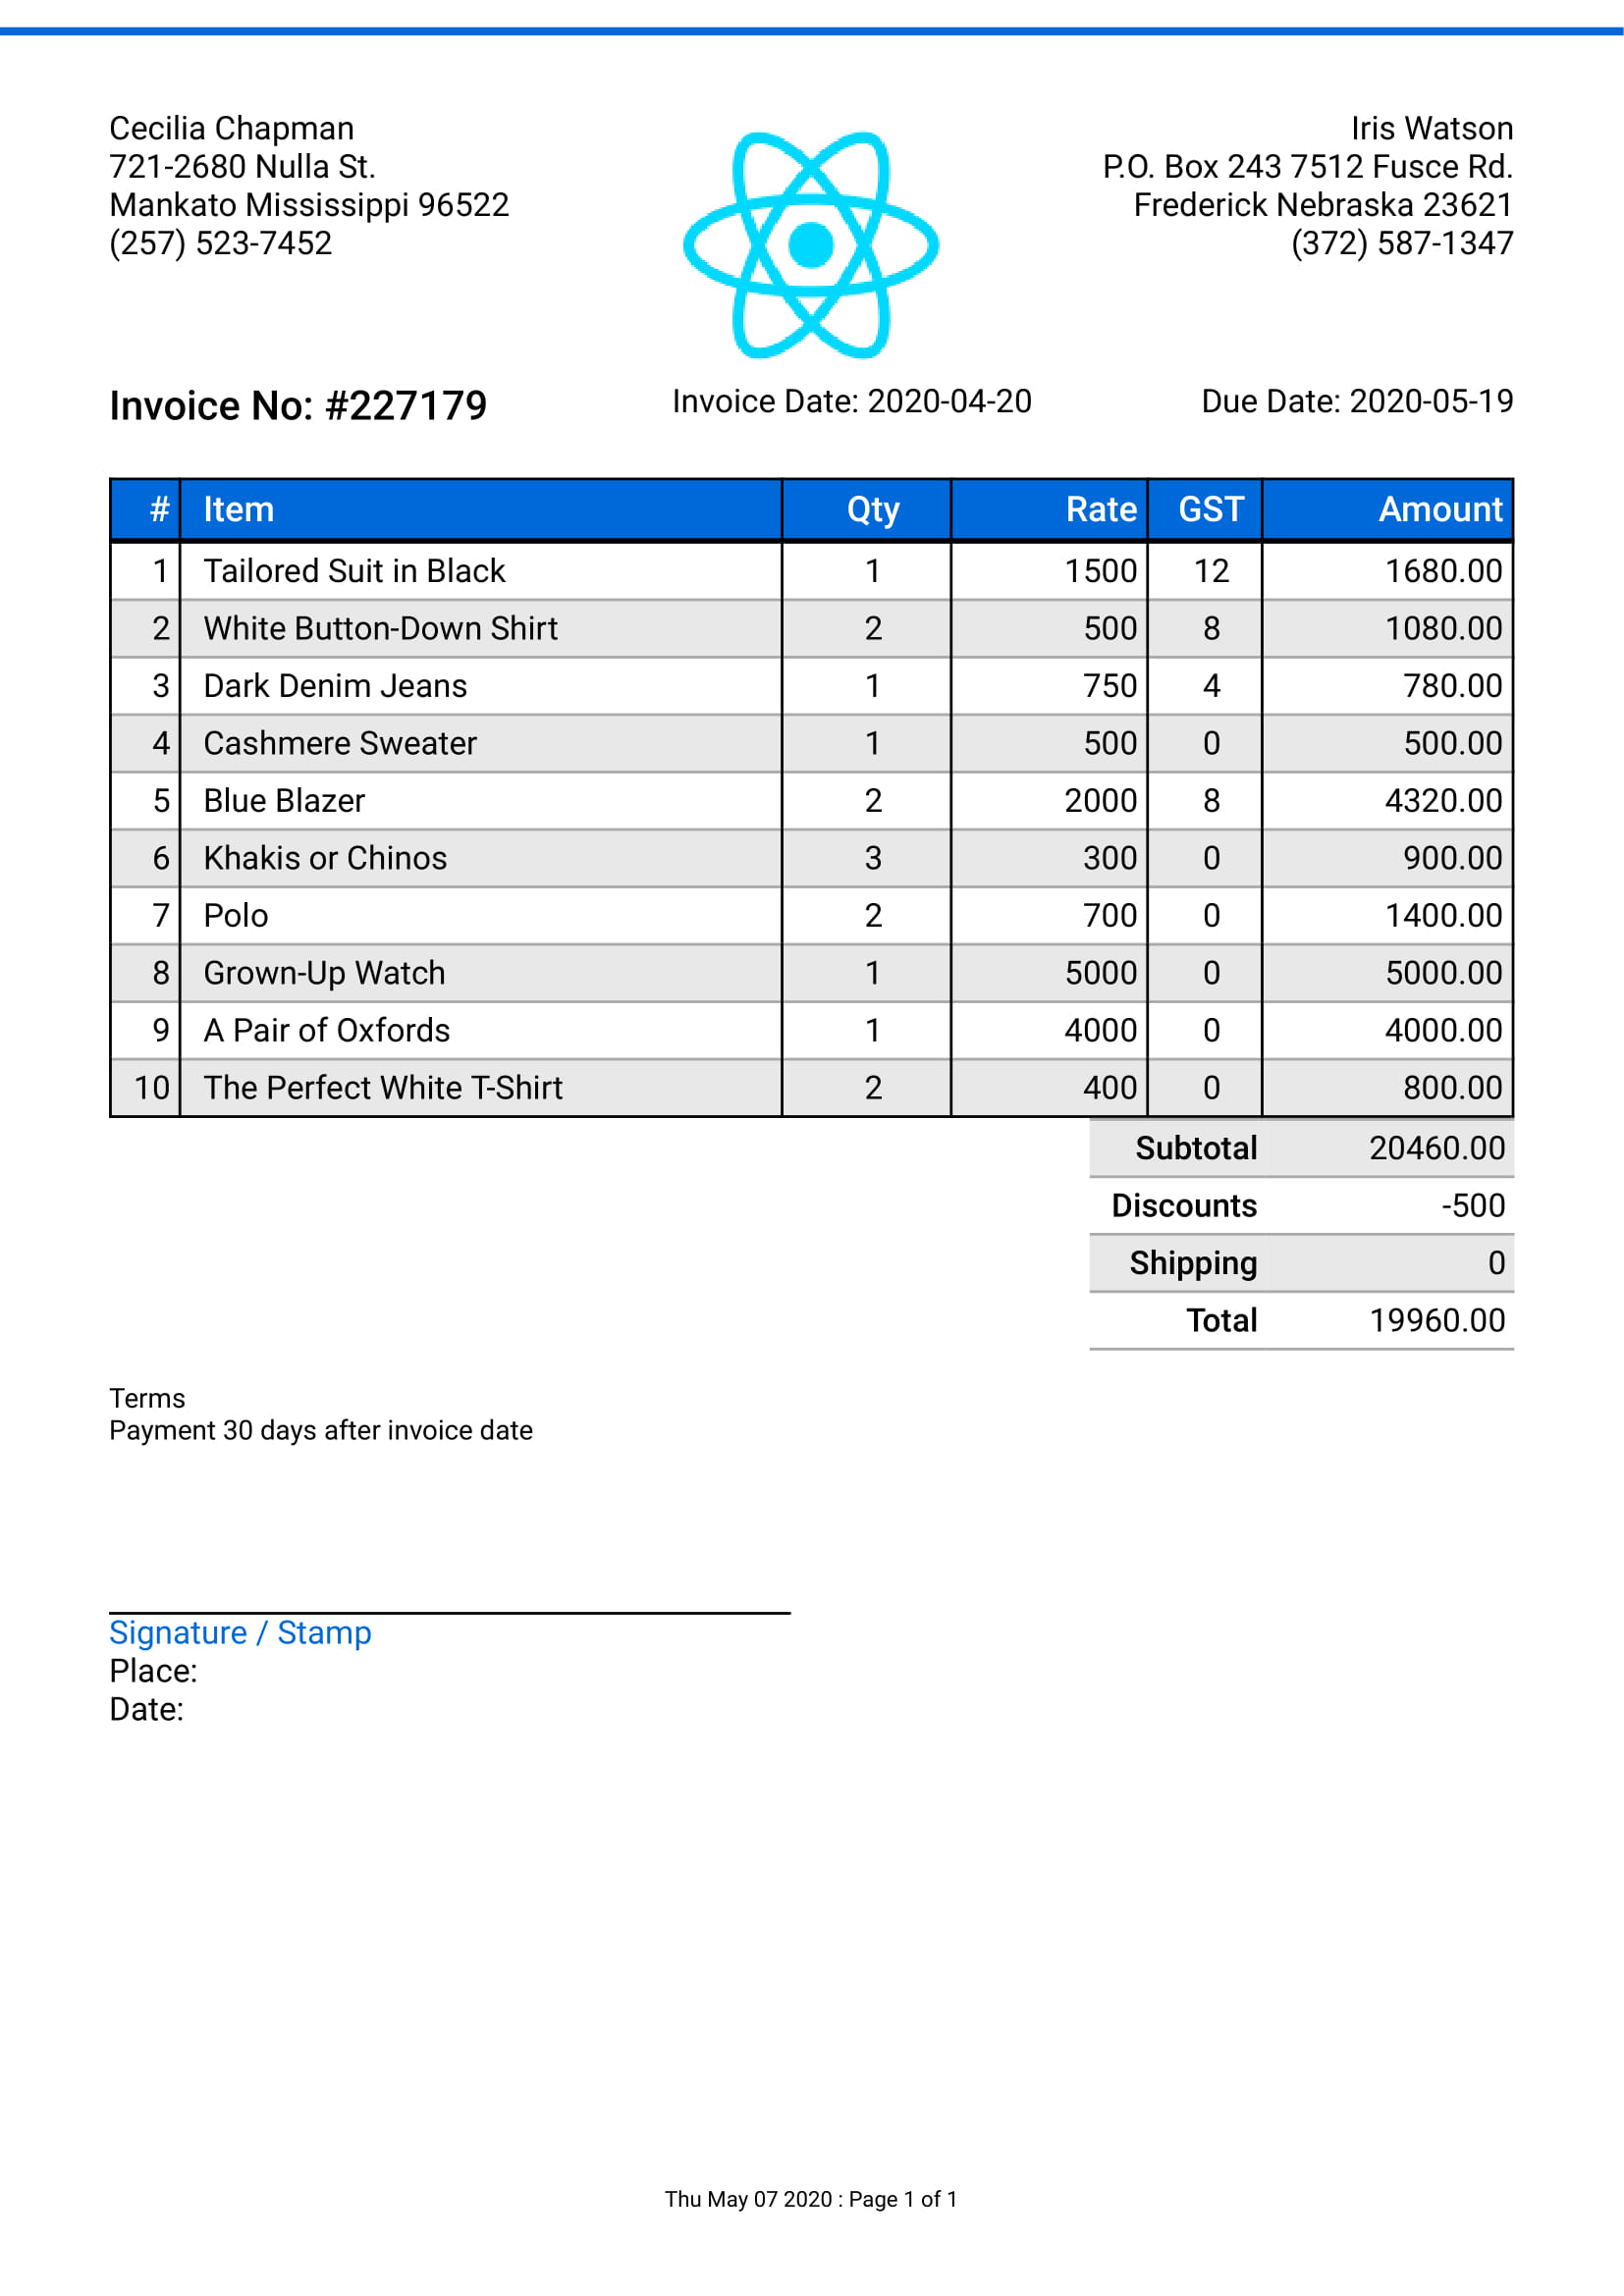 Cecilia Chapman
721-2680 Nulla St.
Mankato Mississippi 96522
(257) 523-7452
Iris Watson
P.O. Box 243 7512 Fusce Rd.
Frederick Nebraska 23621
(372) 587-1347
Invoice No: #227179 Invoice Date: 2020-04-20 Due Date: 2020-05-19
# Item Qty Rate GST Amount
1 Tailored Suit in Black 1 1500 12 1680.00
2 White Button-Down Shirt 2 500 8 1080.00
3 Dark Denim Jeans 1 750 4 780.00
4 Cashmere Sweater 1 500 0 500.00
5 Blue Blazer 2 2000 8 4320.00
6 Khakis or Chinos 3 300 0 900.00
7 Polo 2 700 0 1400.00
8 Grown-Up Watch 1 5000 0 5000.00
9 A Pair of Oxfords 1 4000 0 4000.00
10 The Perfect White T-Shirt 2 400 0 800.00
Subtotal 20460.00
Discounts -500
Shipping 0
Total 19960.00
Terms
Payment 30 days after invoice date
Signature / Stamp
Place:
Date:
Thu May 07 2020 : Page 1 of 1